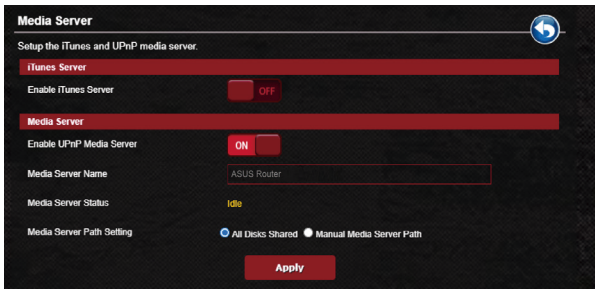 Media Server
Setup the iTunes and UPnP media server.
iTunes Server
Enable iTunes Server OFF
Media Server
Enable UPnP Media Server ON
Media Server Name ASUS Router
Media Server Status Idle
Media Server Path Setting All Disks Shared Manual Media Server Path
Apply